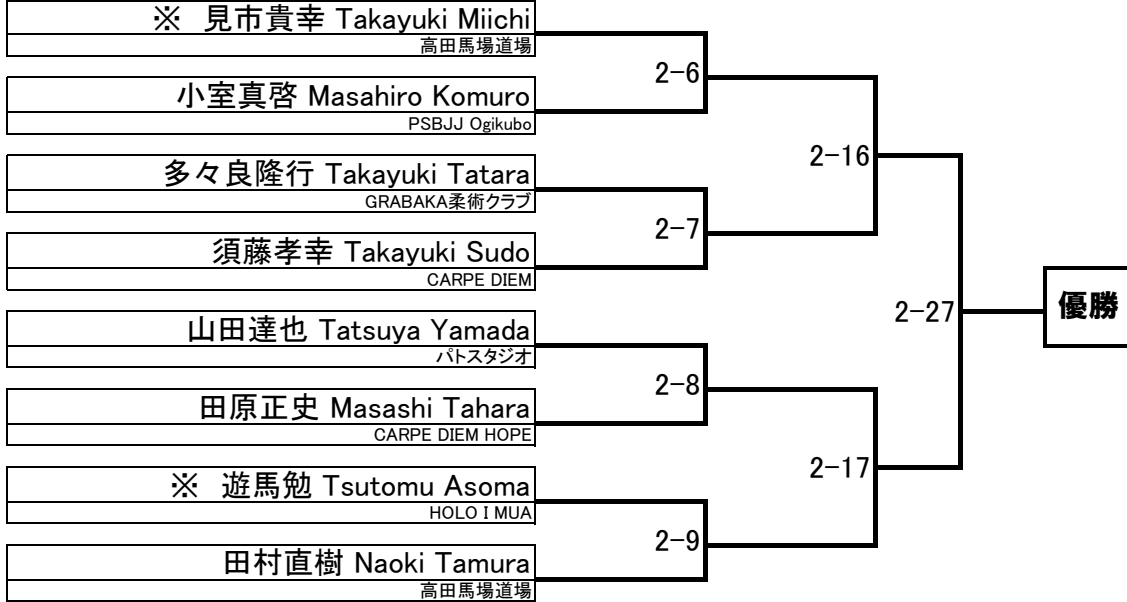 ※ 見市貴幸 Takayuki Miichi
高田馬場道場
2-6
小室真啓 Masahiro Komuro
PSBJJ Ogikubo
2-16
多々良隆行 Takayuki Tatara
GRABAKA柔術クラブ
2-7
須藤孝幸 Takayuki Sudo
CARPE DIEM
2-27
優勝
山田達也 Tatsuya Yamada
パトスタジオ
2-8
田原正史 Masashi Tahara
CARPE DIEM HOPE
2-17
※ 遊馬勉 Tsutomu Asoma
HOLO I MUA
2-9
田村直樹 Naoki Tamura
高田馬場道場